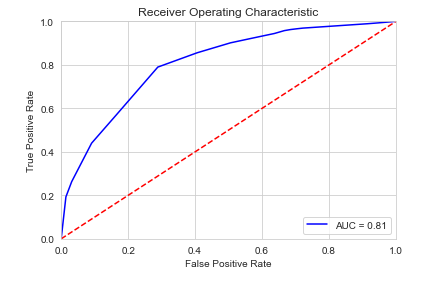 Receiver Operating Characteristic
1.0
0.8
0.6
0.4
0.2
0.0
True Positive Rate
AUC = 0.81
0.0 0.2 0.4 0.6 0.8 1.0
False Positive Rate